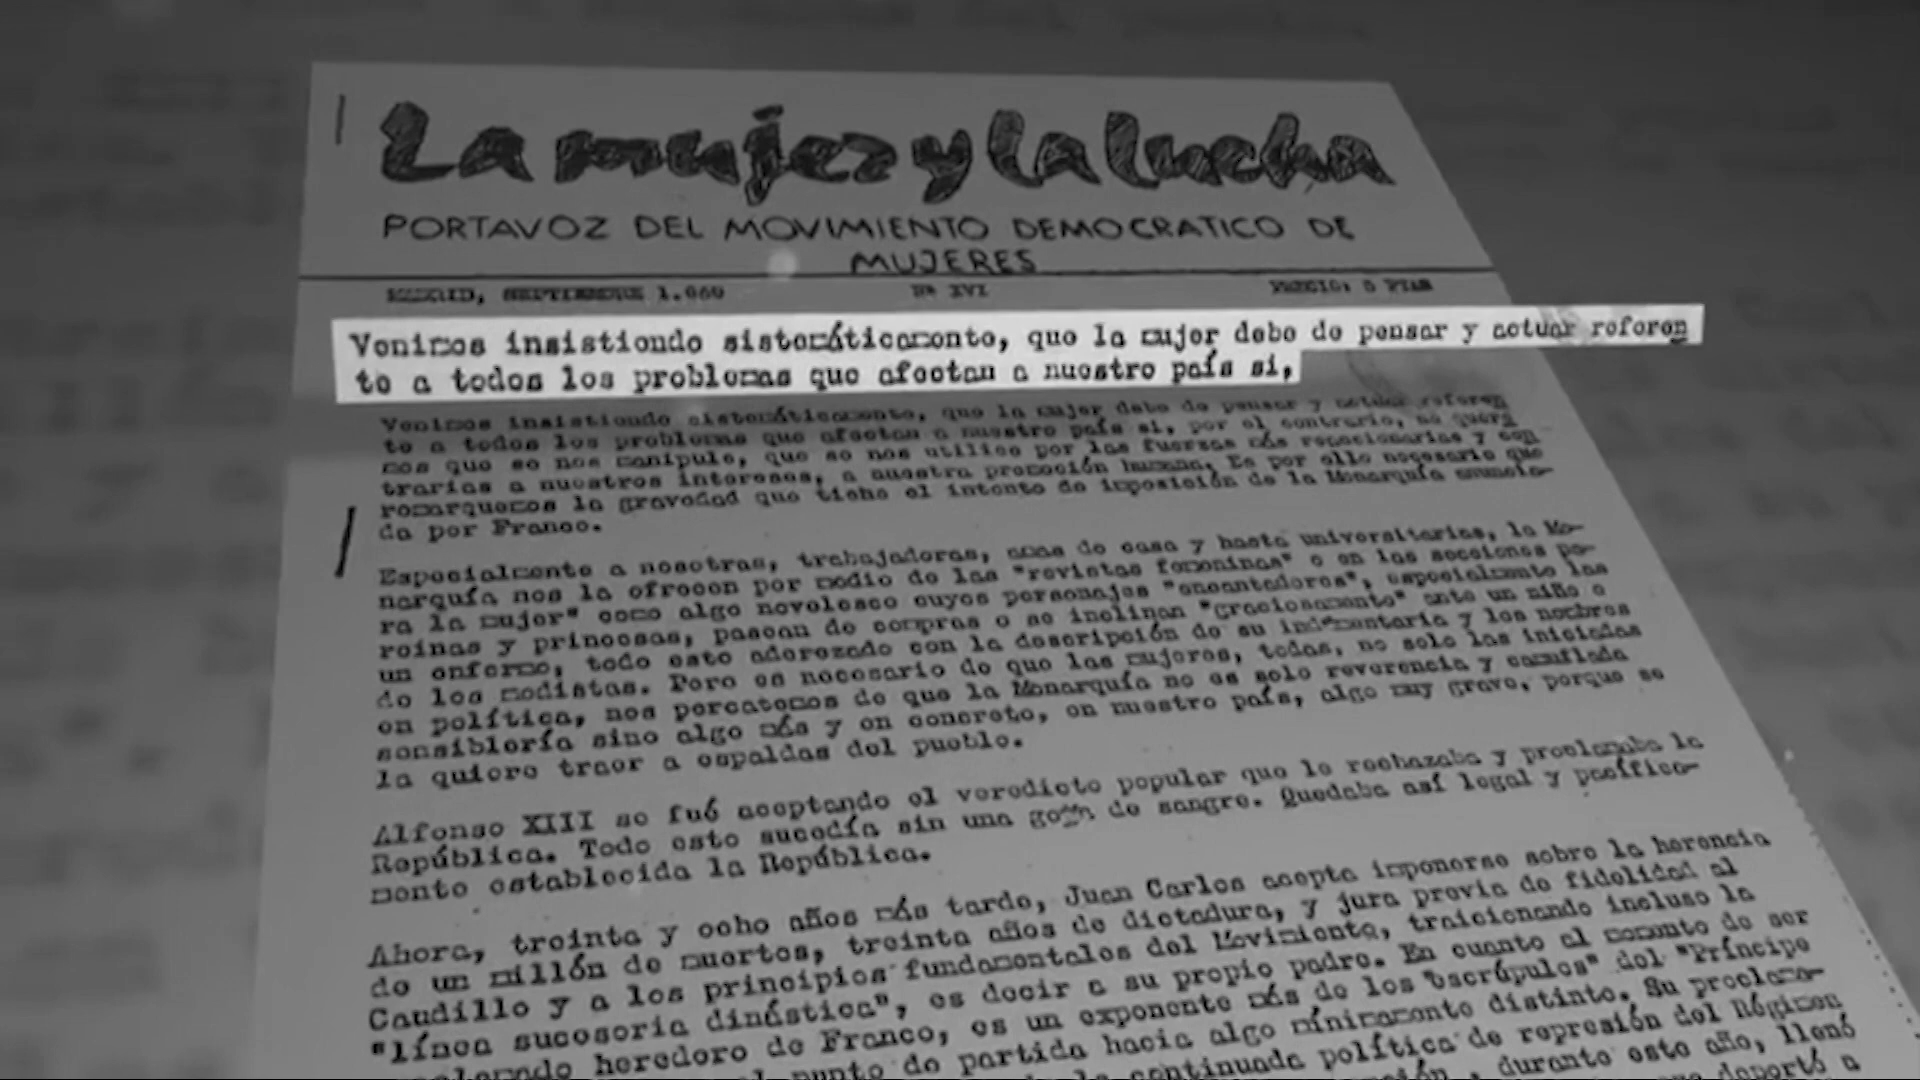 La mujer y la lucha
PORTAVOZ DEL MOVIMIENTO DEMOCRATICO DE
MUJERES
MADRID, SEPTIEMBRE 1.969 Nº XVI PRECIO: 5 PTAS
Venimos insistiendo sistemáticamente, que la mujer debe de pensar y actuar referen
te a todos los problemas que afectan a nuestro país si,
Venimos insistiendo sistemáticamente, que la mujer debe de pensar y actuar referen
te a todos los problemas que afectan a nuestro país si, por el contrario, no quere
mos que se nos manipule, que se nos utilice por las fuerzas más reaccionarias y con
trarias a nuestros intereses, a nuestra promoción humana. Es por ello necesario que
remarquemos la gravedad que tiene el intento de imposición de la Monarquía anuncia-
da por Franco.
Especialmente a nosotras, trabajadoras, amas de casa y hasta universitarias, la Mo-
narquía nos la ofrecen por medio de las "revistas femeninas" o en las secciones pa-
ra la mujer" como algo novelesco cuyos personajes "encantadores", especialmente las
reinas y princesas, pasean de compras o se inclinan "graciosamente" ante un niño o
un enfermo, todo esto aderezado con la descripción de su indumentaria y los nombres
de los modistas. Pero es necesario de que las mujeres, todas, no solo las iniciadas
en política, nos percatemos de que la Monarquía no es solo reverencia y camuflada
sensiblería sino algo más y en concreto, en nuestro país, algo muy grave, porque se
la quiere traer a espaldas del pueblo.
Alfonso XIII se fué aceptando el veredicto popular que le rechazaba y proclamaba la
República. Todo esto sucedía sin una gota de sangre. Quedaba así legal y pacífica-
mente establecida la República.
Ahora, treinta y ocho años más tarde, Juan Carlos acepta imponerse sobre la herencia
de un millón de muertos, treinta años de dictadura, y jura previa de fidelidad al
Caudillo y a los principios fundamentales del Movimiento, traicionando incluso la
"línea sucesoria dinástica", es decir a su propio padre. En cuanto al momento de ser
heredero de Franco, es un exponente más de los "escrúpulos" del "Príncipe
punto de partida hacia algo mínimamente distinto. Su proclama-
continuada política de represión del Régimen
durante este año, llenó
deportó a